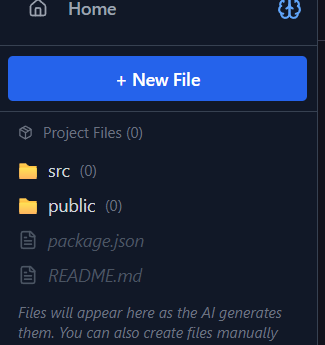 Home
+ New File
Project Files (0)
src (0)
public (0)
package.json
README.md
Files will appear here as the AI generates
them. You can also create files manually